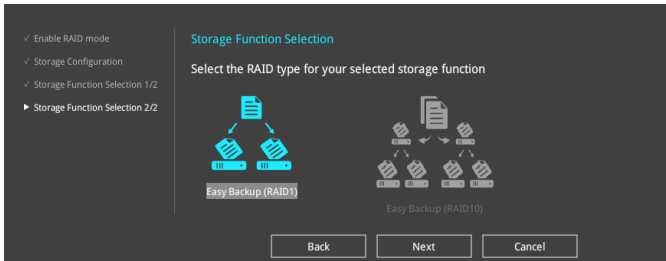 ✓ Enable RAID mode
✓ Storage Configuration
✓ Storage Function Selection 1/2
▶ Storage Function Selection 2/2
Storage Function Selection
Select the RAID type for your selected storage function
Easy Backup (RAID1)
Easy Backup (RAID10)
Back
Next
Cancel